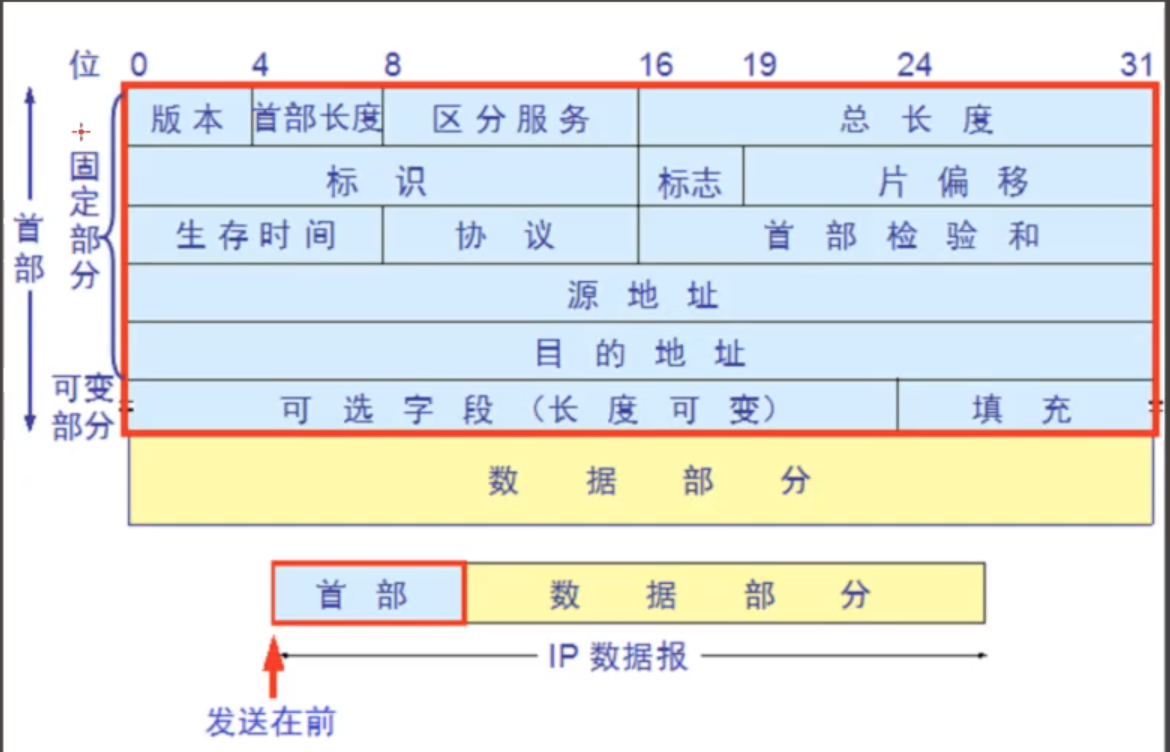 位 0 4 8 16 19 24 31
版本 首部长度 区分服务 总长度
标识 标志 片偏移
生存时间 协议 首部检验和
源地址
目的地址
可选字段（长度可变） 填充
首部
固定部分
可变部分
数据部分
首部 数据部分
IP 数据报
发送在前